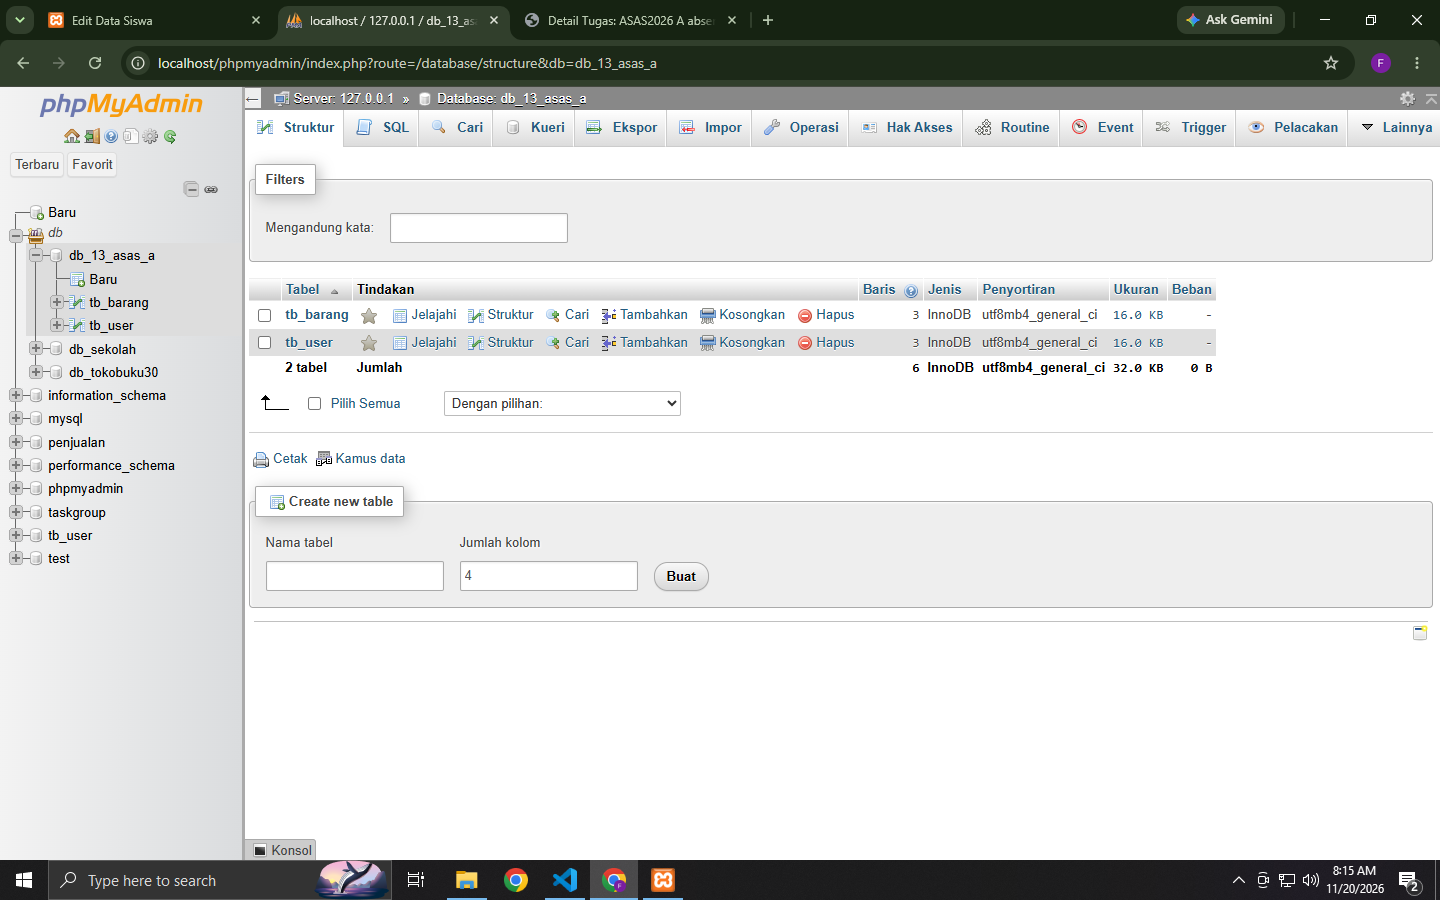 Edit Data Siswa
localhost / 127.0.0.1 / db_13_as
Detail Tugas: ASAS2026 A abse
Ask Gemini
localhost/phpmyadmin/index.php?route=/database/structure&db=db_13_asas_a
F
phpMyAdmin
Terbaru
Favorit
Baru
db
db_13_asas_a
Baru
tb_barang
tb_user
db_sekolah
db_tokobuku30
information_schema
mysql
penjualan
performance_schema
phpmyadmin
taskgroup
tb_user
test
Server: 127.0.0.1 » Database: db_13_asas_a
Struktur SQL Cari Kueri Ekspor Impor Operasi Hak Akses Routine Event Trigger Pelacakan Lainnya
Filters
Mengandung kata:
Tabel Tindakan Baris Jenis Penyortiran Ukuran Beban
tb_barang Jelajahi Struktur Cari Tambahkan Kosongkan Hapus 3 InnoDB utf8mb4_general_ci 16.0 KB -
tb_user Jelajahi Struktur Cari Tambahkan Kosongkan Hapus 3 InnoDB utf8mb4_general_ci 16.0 KB -
2 tabel Jumlah 6 InnoDB utf8mb4_general_ci 32.0 KB 0 B
Pilih Semua Dengan pilihan:
Cetak Kamus data
Create new table
Nama tabel Jumlah kolom
4 Buat
Konsol
Type here to search
8:15 AM
11/20/2026
2